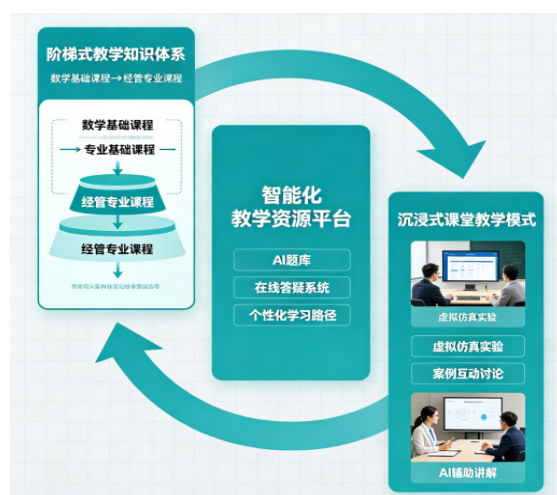 阶梯式教学知识体系
数学基础课程→经管专业课程
数学基础课程
专业基础课程
经管专业课程
经管专业课程
智能化
教学资源平台
AI题库
在线答疑系统
个性化学习路径
沉浸式课堂教学模式
虚拟仿真实验
虚拟仿真实验
案例互动讨论
AI辅助讲解